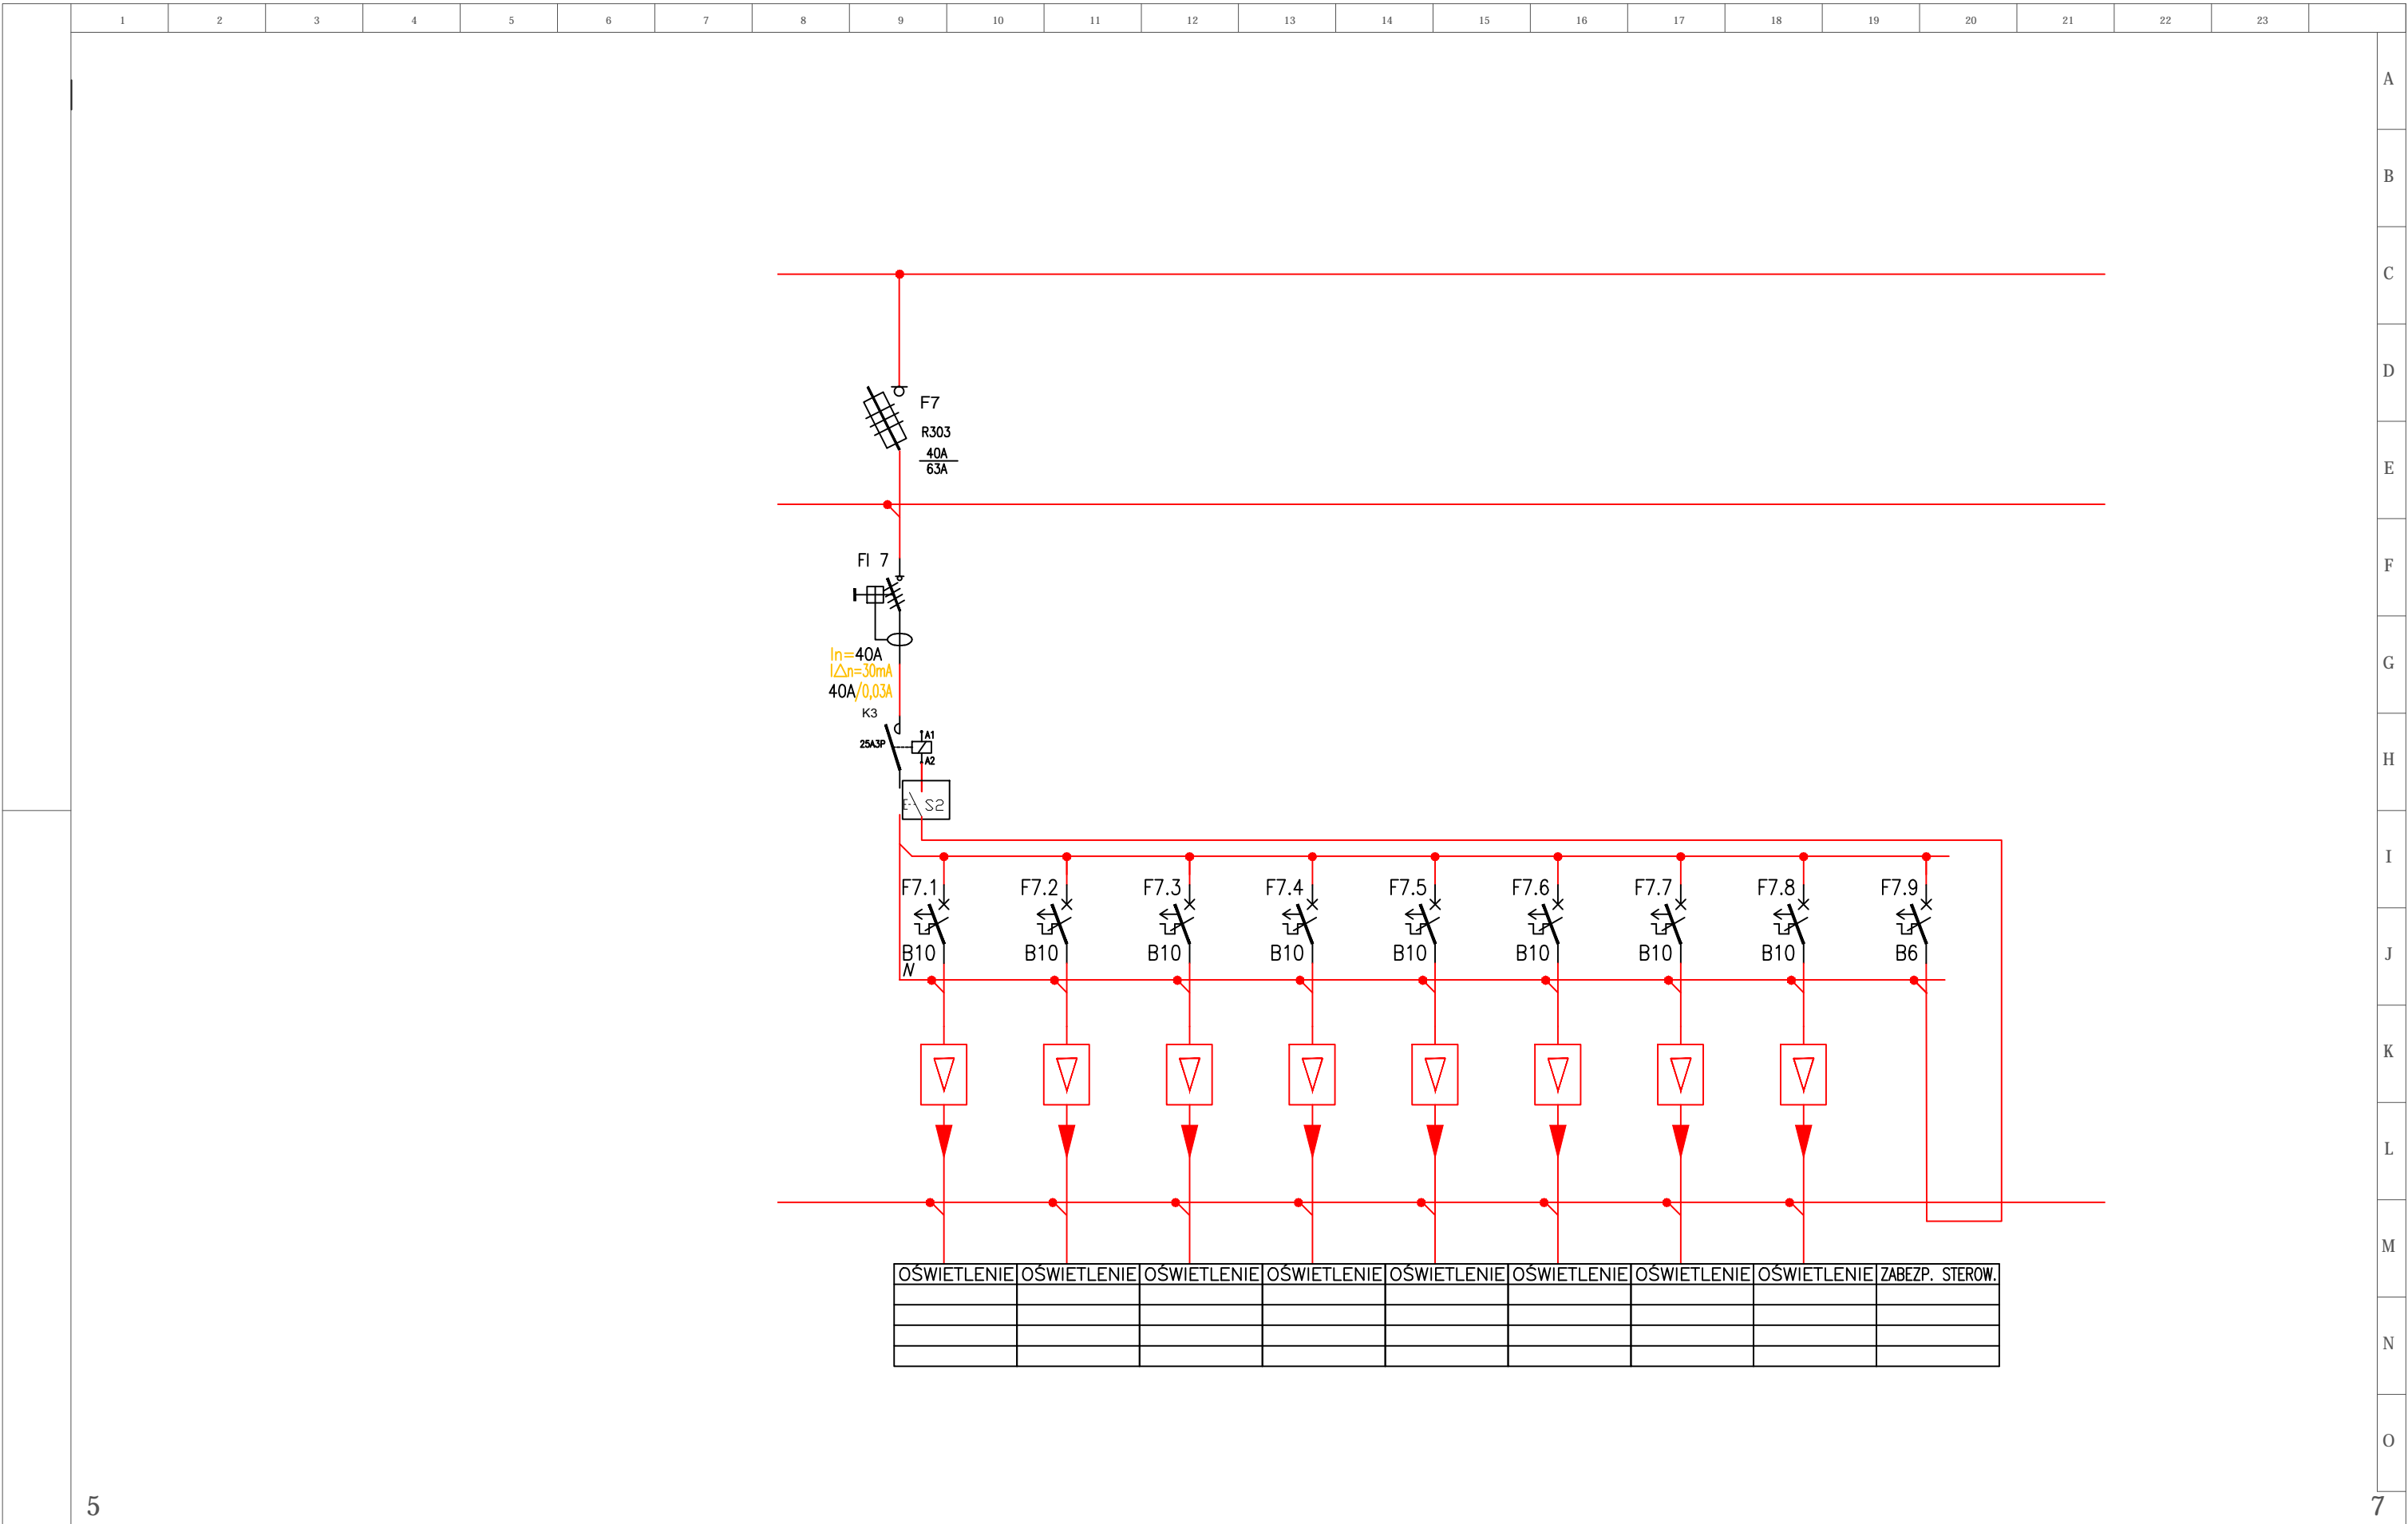 1 2 3 4 5 6 7 8 9 10 11 12 13 14 15 16 17 18 19 20 21 22 23
A
B
C
D
F7
R303
40A
63A
E
FI 7
F
In=40A
I△n=30mA
40A/0,03A
G
K3
A1
25A3P
A2
H
E S2
I
F7.1 F7.2 F7.3 F7.4 F7.5 F7.6 F7.7 F7.8 F7.9
B10 B10 B10 B10 B10 B10 B10 B10 B6
J
N
K
L
M
OŚWIETLENIE OŚWIETLENIE OŚWIETLENIE OŚWIETLENIE OŚWIETLENIE OŚWIETLENIE OŚWIETLENIE OŚWIETLENIE ZABEZP. STEROW.
N
O
5 7